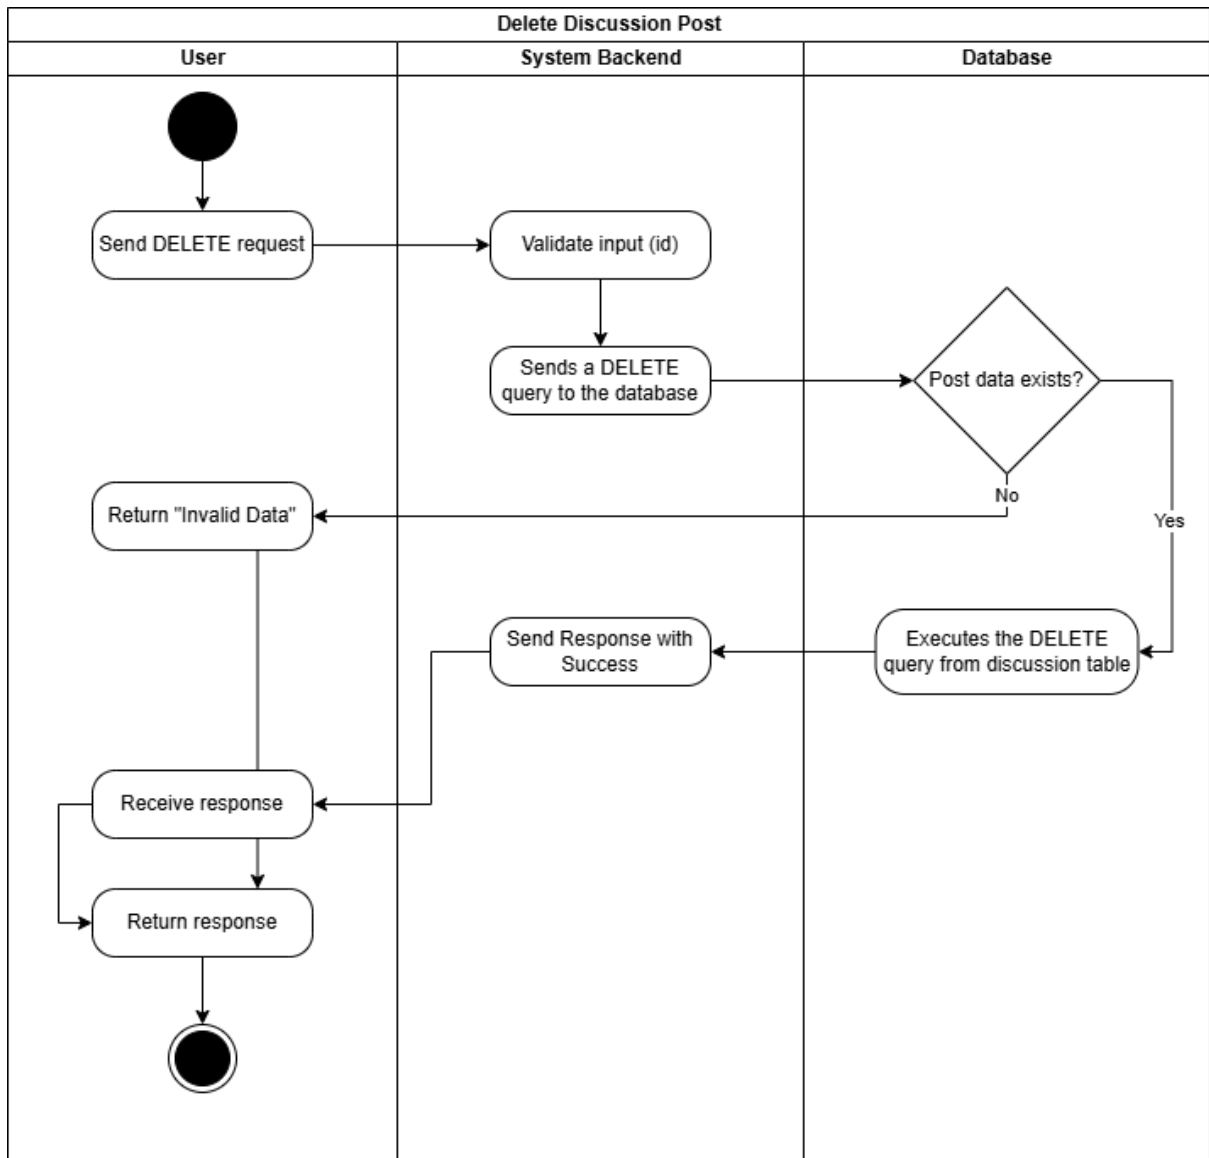 Delete Discussion Post
User
System Backend
Database
Send DELETE request
Validate input (id)
Sends a DELETE
query to the database
Post data exists?
No
Yes
Return "Invalid Data"
Send Response with
Success
Executes the DELETE
query from discussion table
Receive response
Return response